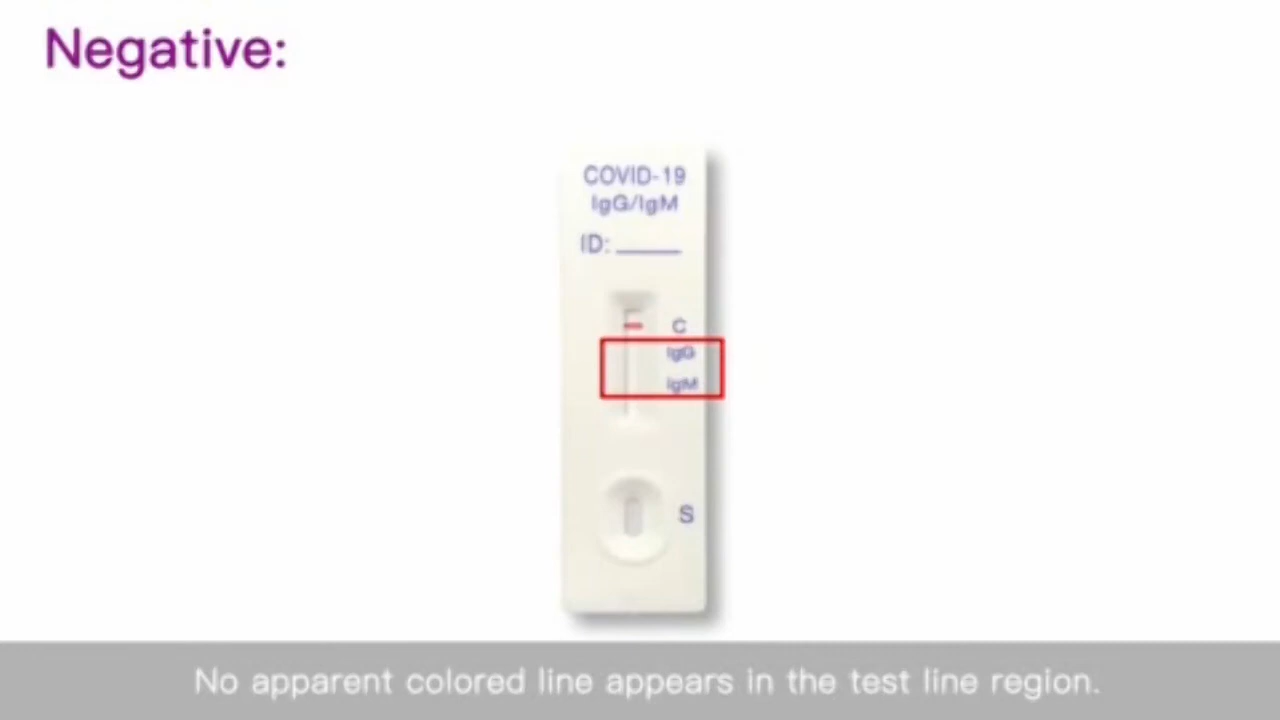 Negative:
COVID-19
IgG/IgM
ID:
C
IgG
IgM
S
No apparent colored line appears in the test line region.